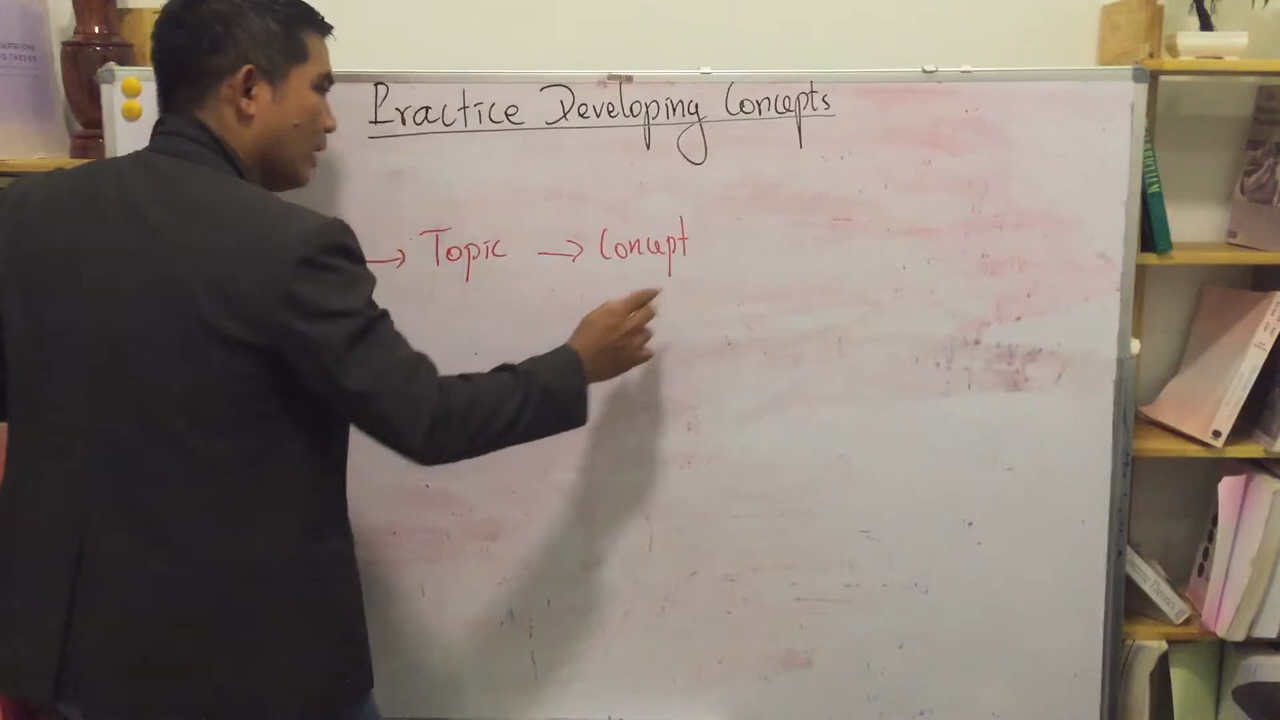 Practice Developing Concepts
→ Topic → Concept